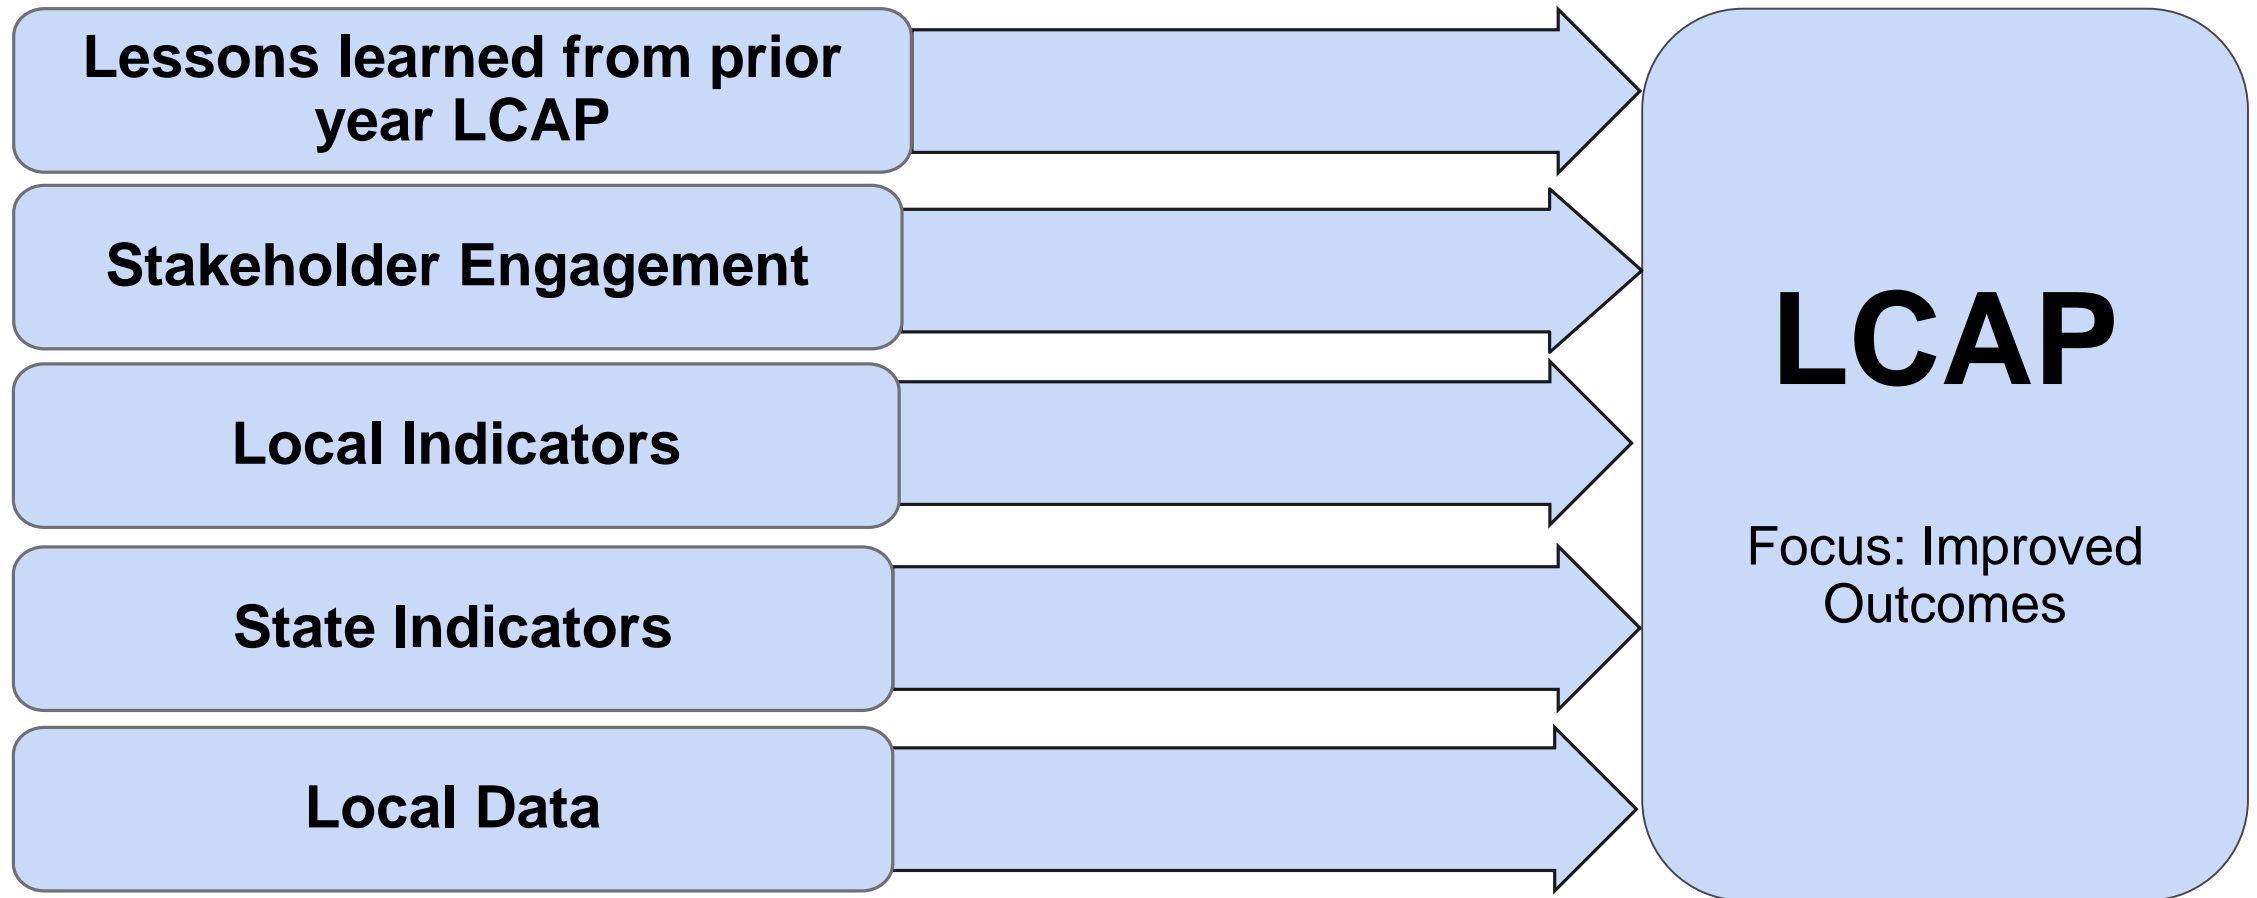 Lessons learned from prior
year LCAP
Stakeholder Engagement
Local Indicators
State Indicators
Local Data
LCAP
Focus: Improved
Outcomes